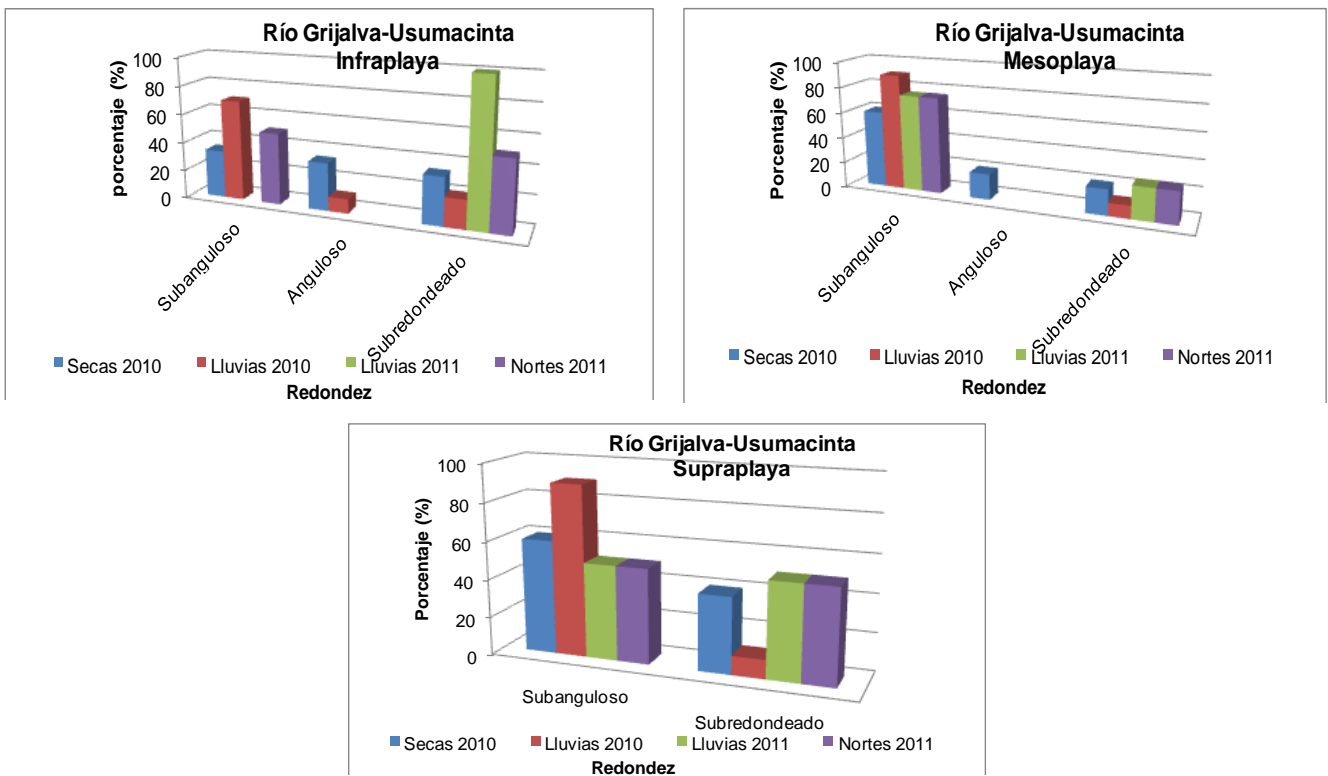 Río Grijalva-Usumacinta
Infraplaya
porcentaje (%)
100
80
60
40
20
0
Subanguloso
Anguloso
Subredondeado
Secas 2010 Lluvias 2010 Lluvias 2011 Nortes 2011
Redondez
Río Grijalva-Usumacinta
Mesoplaya
Porcentaje (%)
100
80
60
40
20
0
Subanguloso
Anguloso
Subredondeado
Secas 2010 Lluvias 2010 Lluvias 2011 Nortes 2011
Redondez
Río Grijalva-Usumacinta
Supraplaya
Porcentaje (%)
100
80
60
40
20
0
Subanguloso
Subredondeado
Secas 2010 Lluvias 2010 Lluvias 2011 Nortes 2011
Redondez